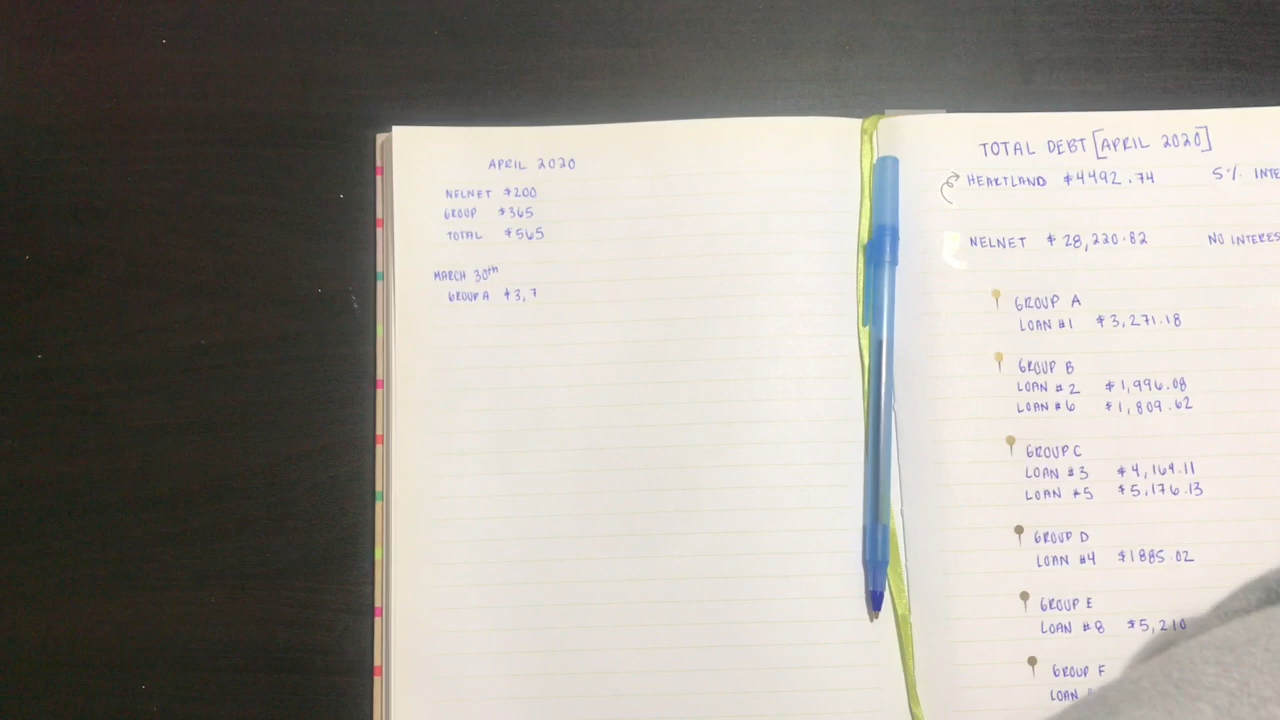 APRIL 2020
NELNET $200
GROUP $365
TOTAL $565
MARCH 30th
GROUP A $3,7
TOTAL DEBT [APRIL 2020]
HEARTLAND $4492.74 5% INTE
NELNET $28,220.82 NO INTERES
GROUP A
LOAN #1 $3,271.18
GROUP B
LOAN #2 $1,996.08
LOAN #6 $1,809.62
GROUP C
LOAN #3 $4,164.11
LOAN #5 $5,176.13
GROUP D
LOAN #4 $1885.02
GROUP E
LOAN #8 $5,210
GROUP F
LOAN